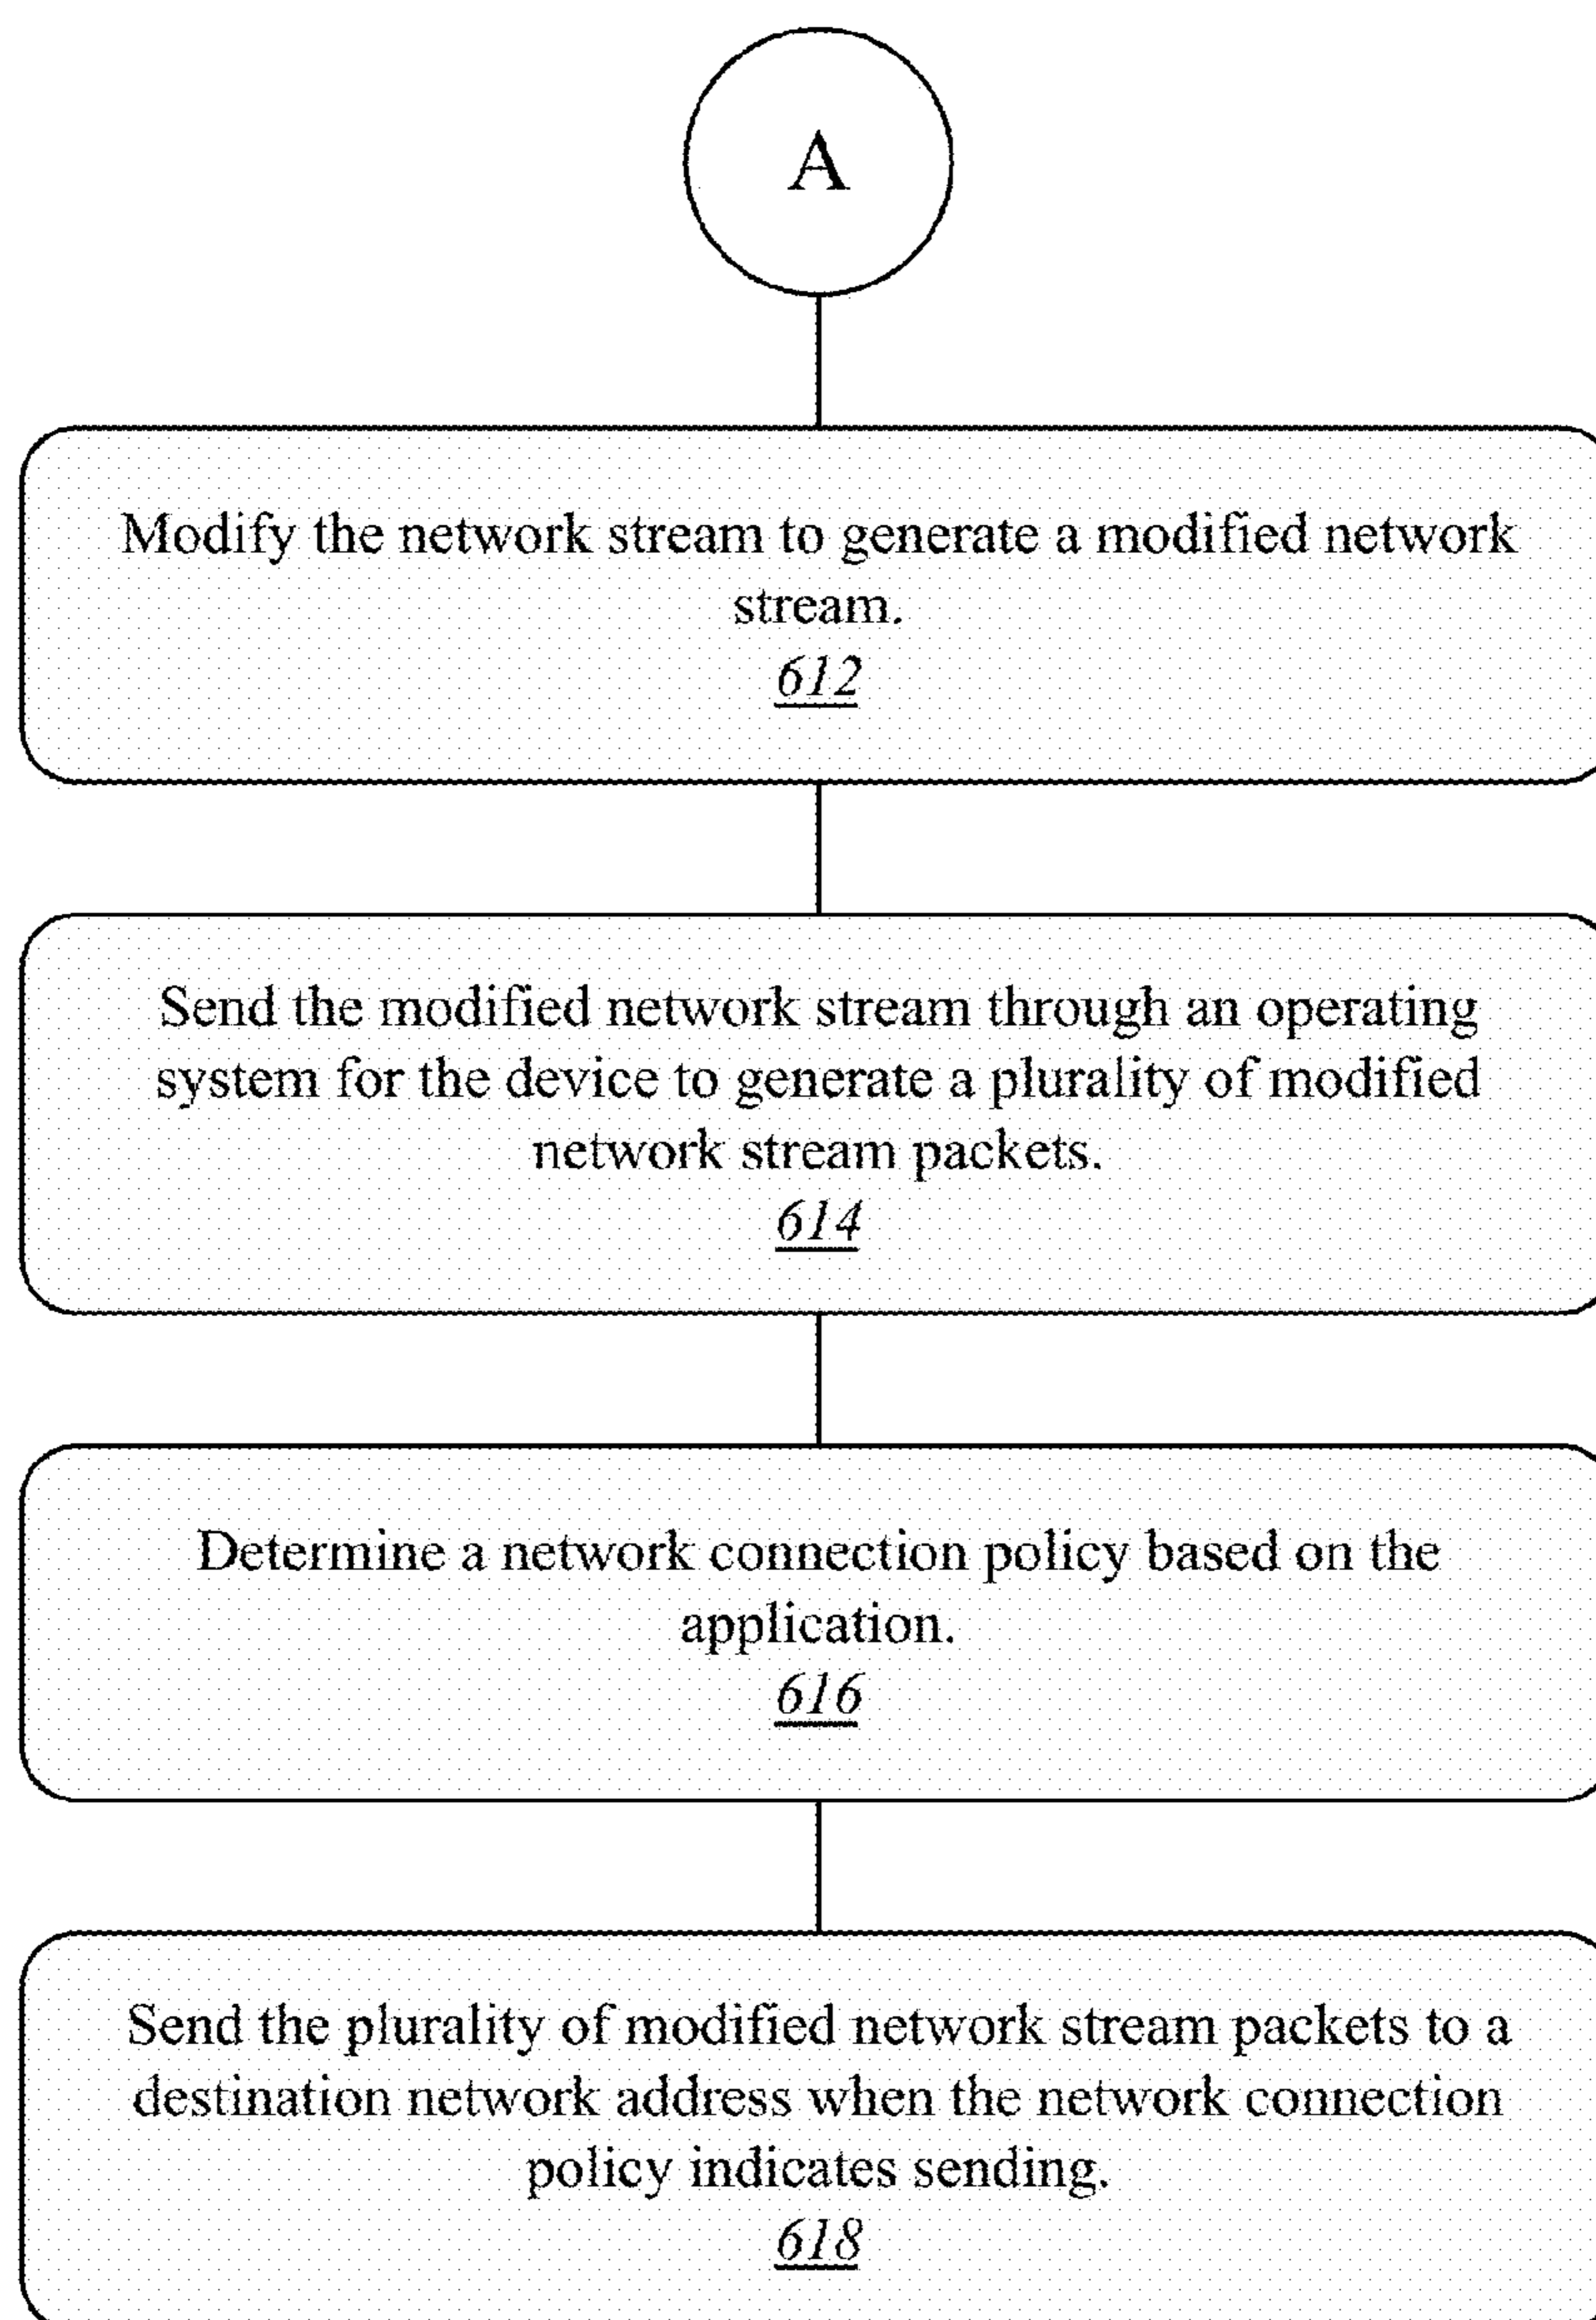 A
Modify the network stream to generate a modified network
stream.
612
Send the modified network stream through an operating
system for the device to generate a plurality of modified
network stream packets.
614
Determine a network connection policy based on the
application.
616
Send the plurality of modified network stream packets to a
destination network address when the network connection
policy indicates sending.
618